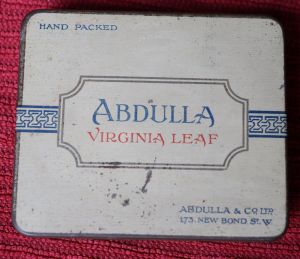 HAND PACKED
ABDULLA
VIRGINIA LEAF
ABDULLA & CO LTD
173. NEW BOND. ST. W